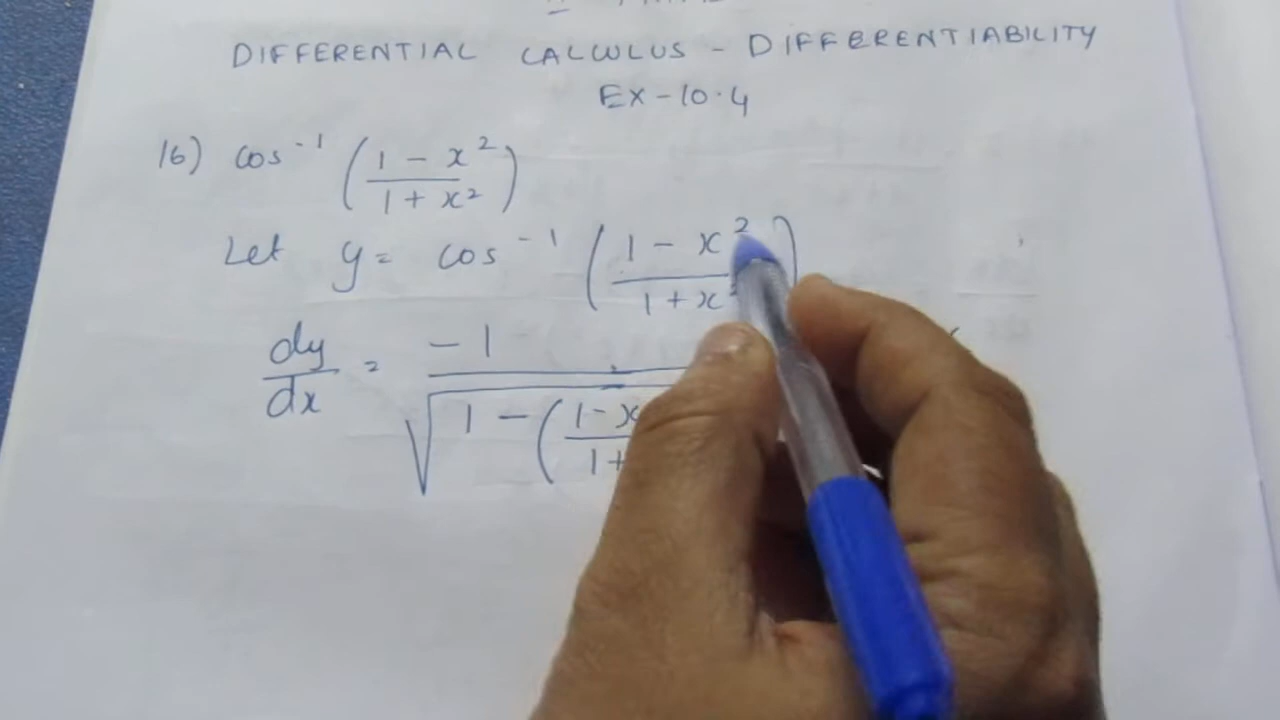 DIFFERENTIAL CALCULUS - DIFFERENTIABILITY
EX-10.4
16) cos⁻¹ ((1 - x²)/(1 + x²))
Let y = cos⁻¹ ((1 - x²)/(1 + x²))
dy/dx = -1/√(1 - ((1 - x/(1 +